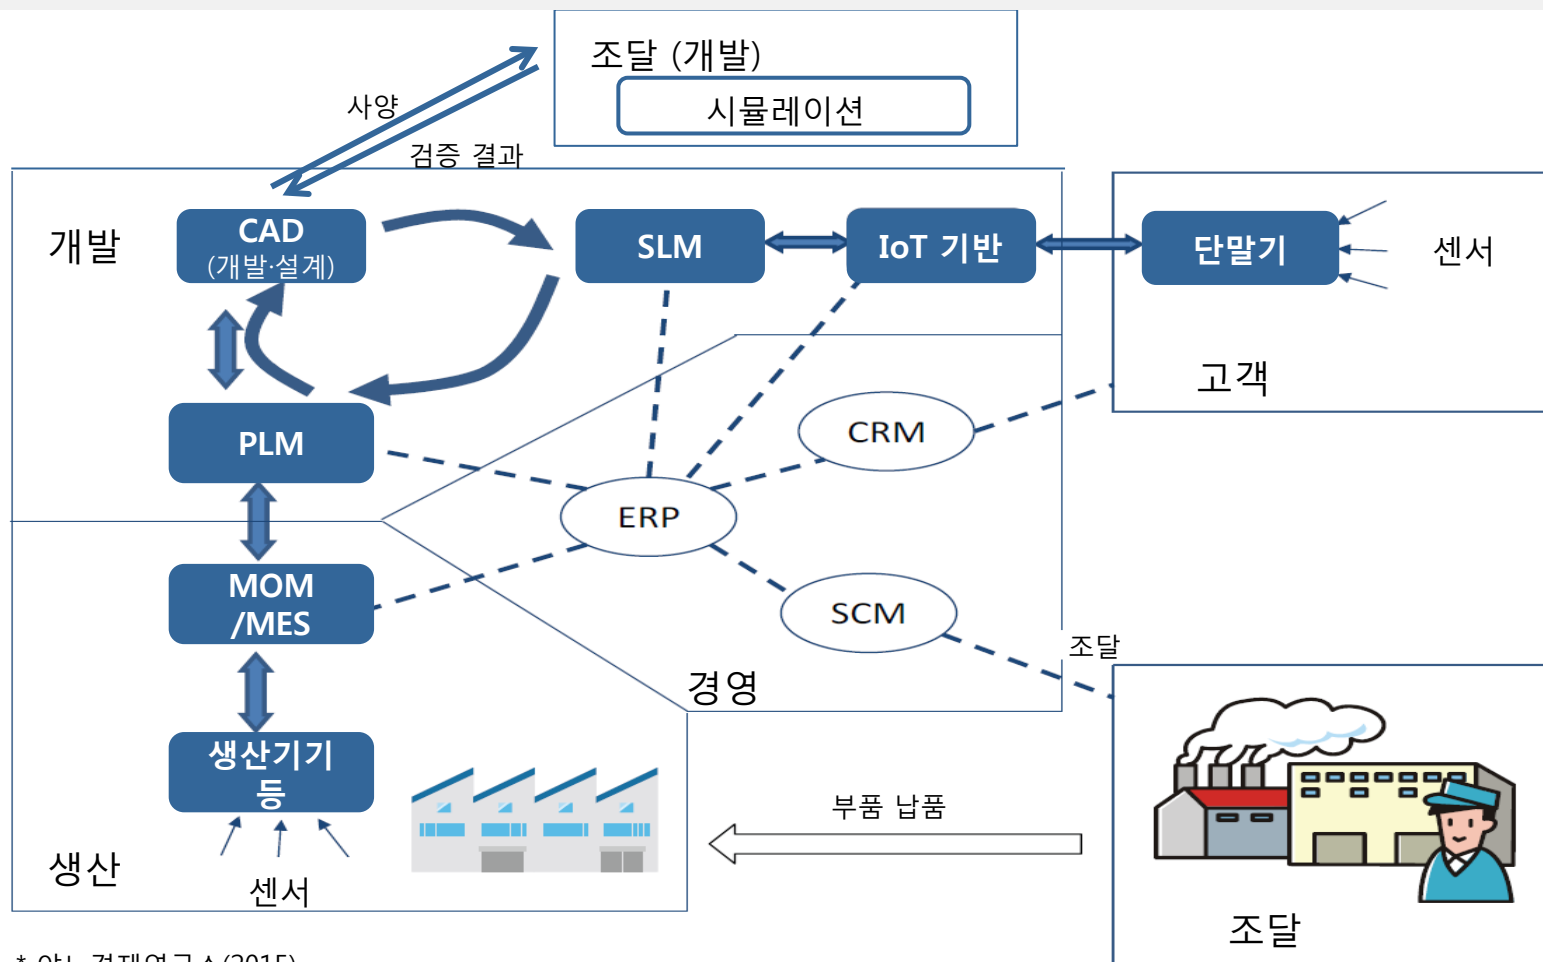 조달 (개발)
시뮬레이션
사양
검증 결과
개발
CAD
(개발·설계)
SLM
IoT 기반
단말기
센서
고객
PLM
CRM
ERP
MOM
/MES
SCM
조달
경영
생산기기
등
부품 납품
생산
센서
조달
(2015)